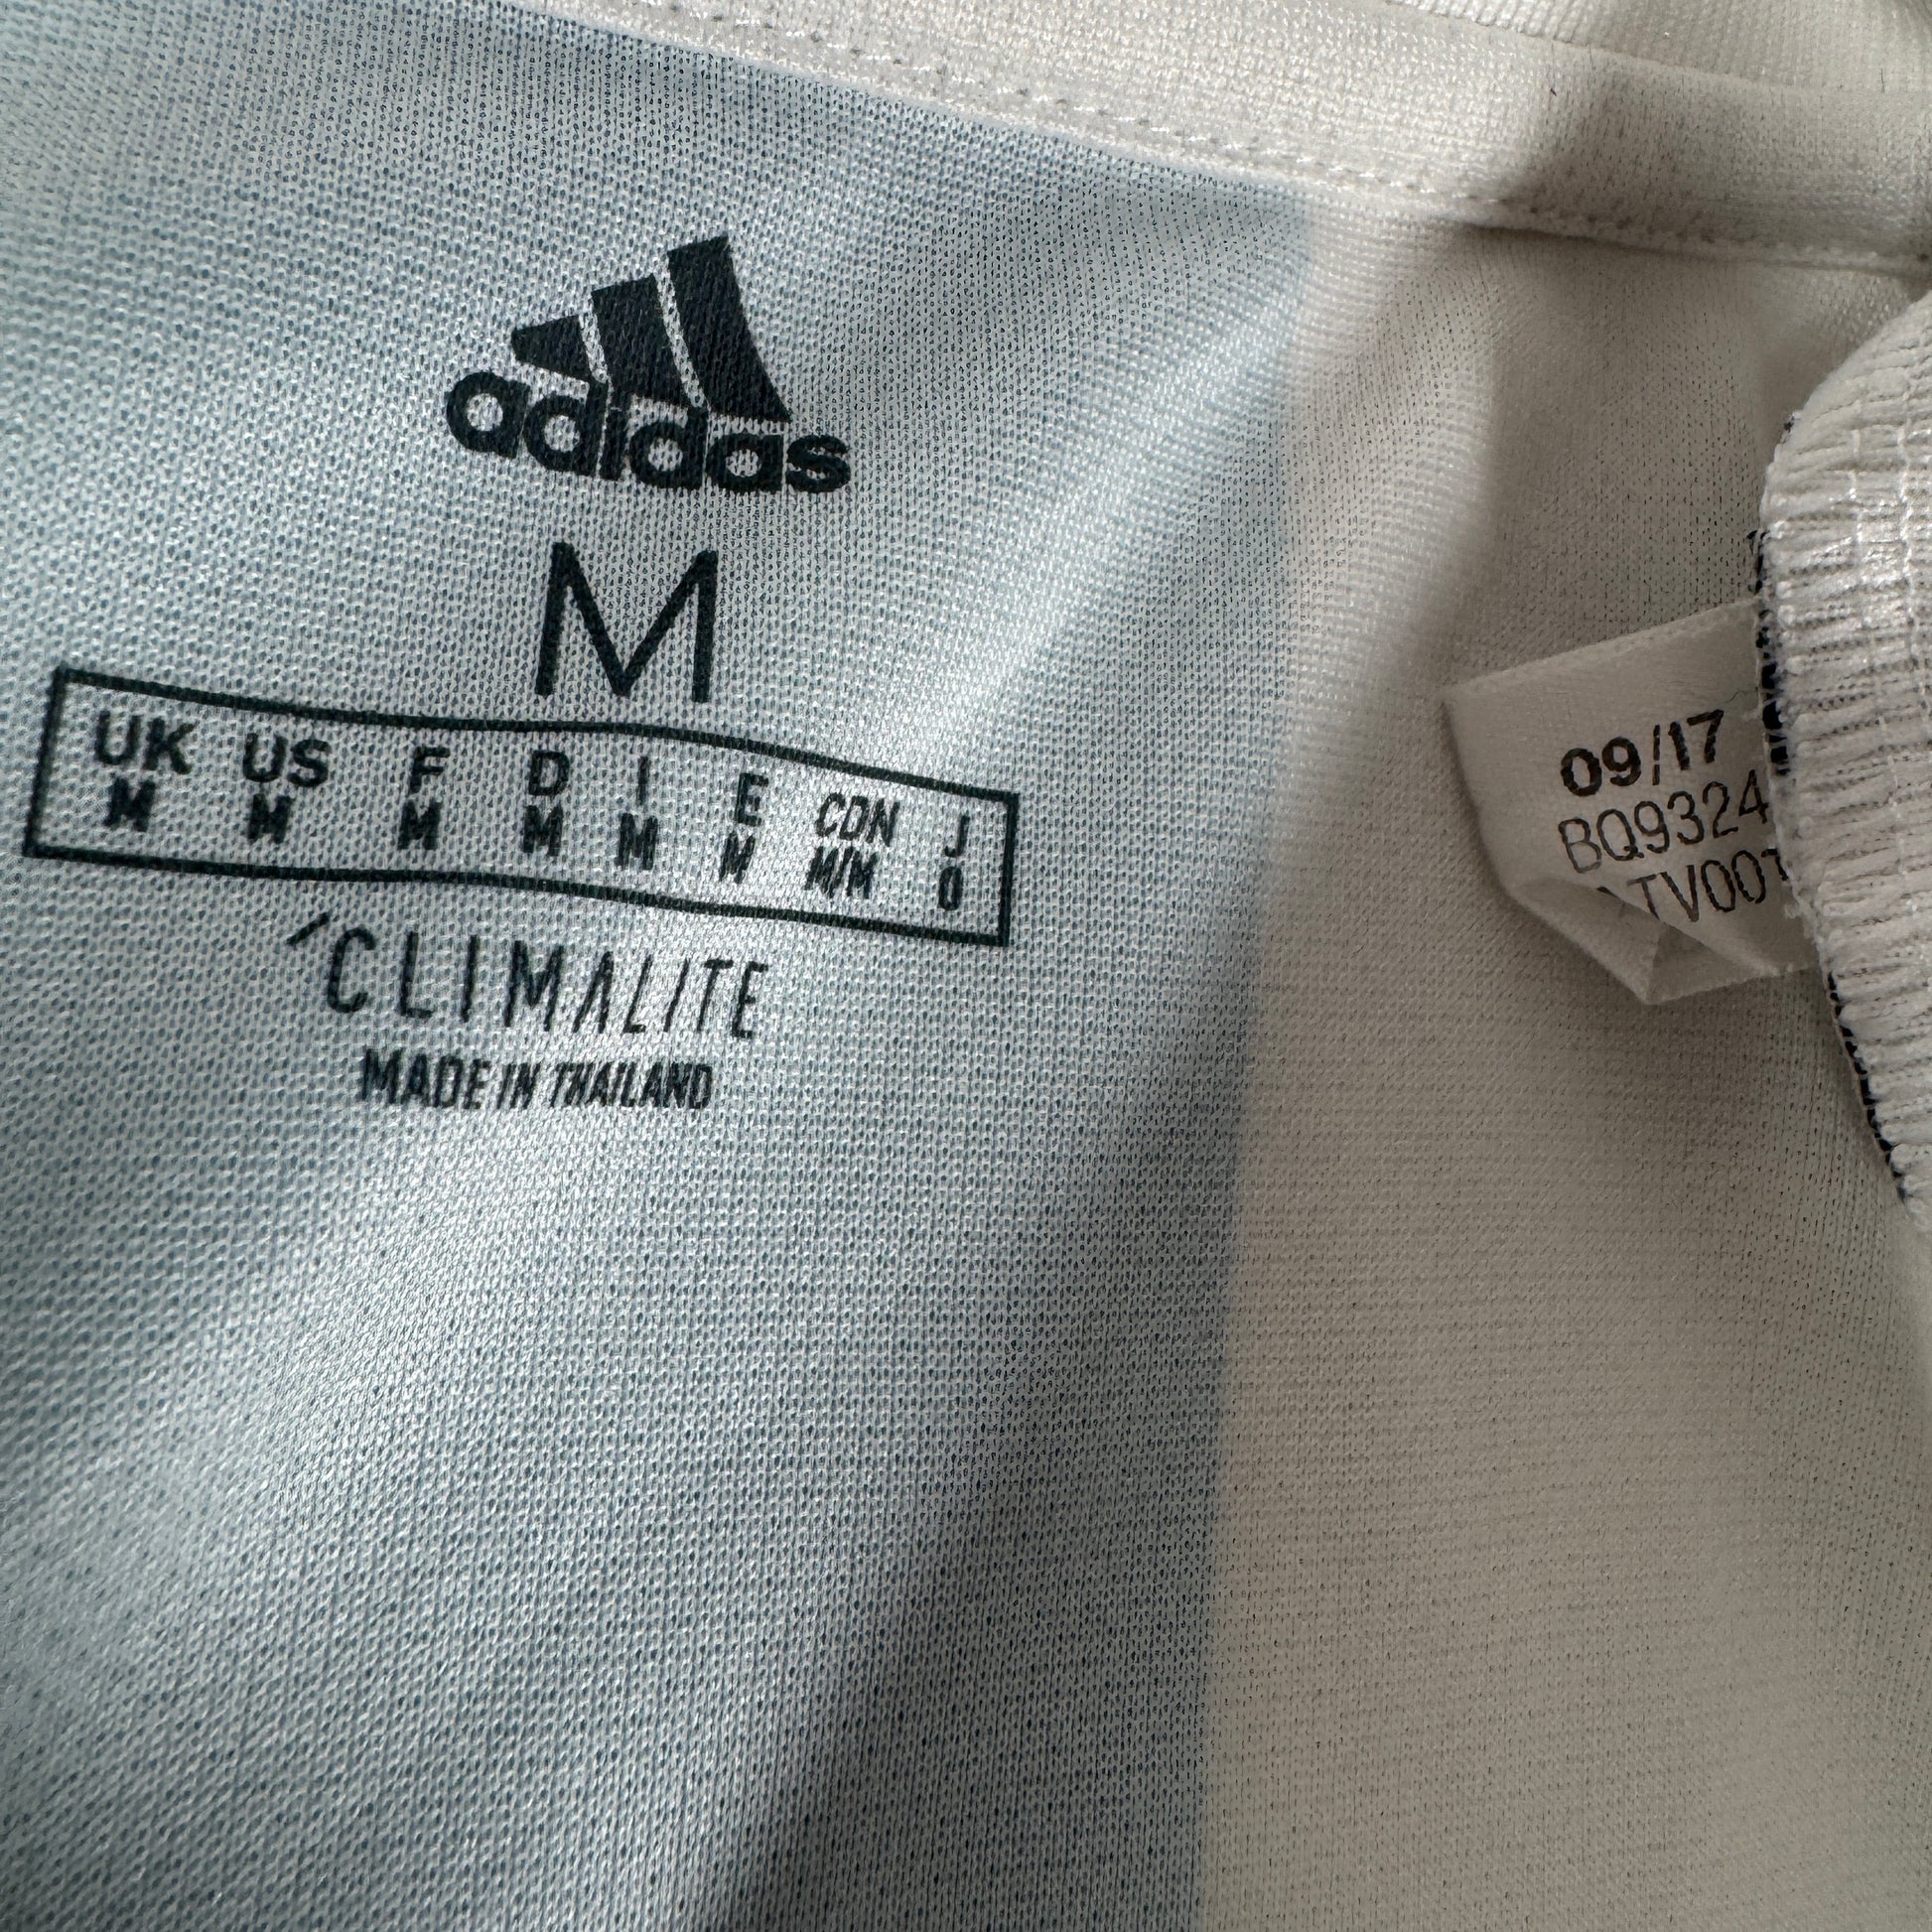 adidas
M
UK US F D I E CDN J
M M M M M M M/M O
CLIMALITE
MADE IN THAILAND
09/17
BQ9324